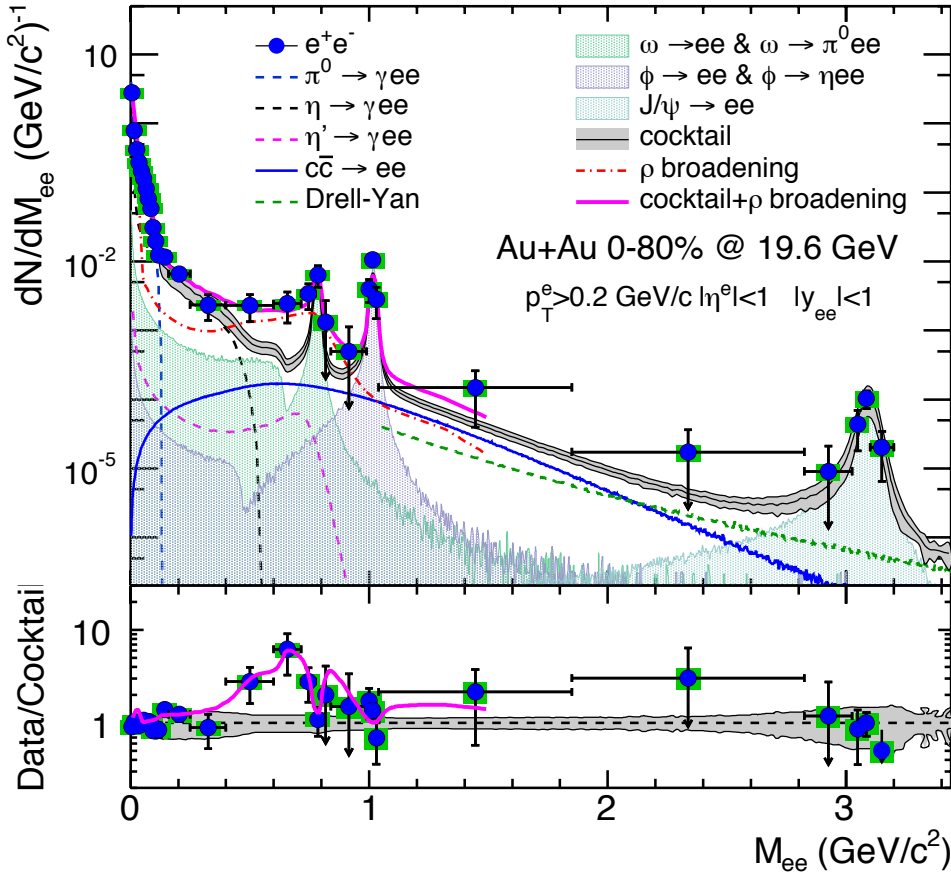 dN/dM_ee (GeV/c²)⁻¹
10
10⁻²
10⁻⁵
e⁺e⁻
π⁰ → γee
η → γee
η' → γee
cc̅ → ee
Drell-Yan
ω → ee & ω → π⁰ee
φ → ee & φ → ηee
J/ψ → ee
cocktail
ρ broadening
cocktail+ρ broadening
Au+Au 0-80% @ 19.6 GeV
p_T^e>0.2 GeV/c |η^e|<1 |y_ee|<1
Data/Cocktail
10
1
0 1 2 3
M_ee (GeV/c²)